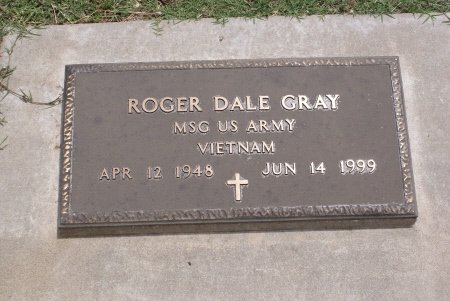 ROGER DALE GRAY
MSG US ARMY
VIETNAM
APR 12 1948 JUN 14 1999